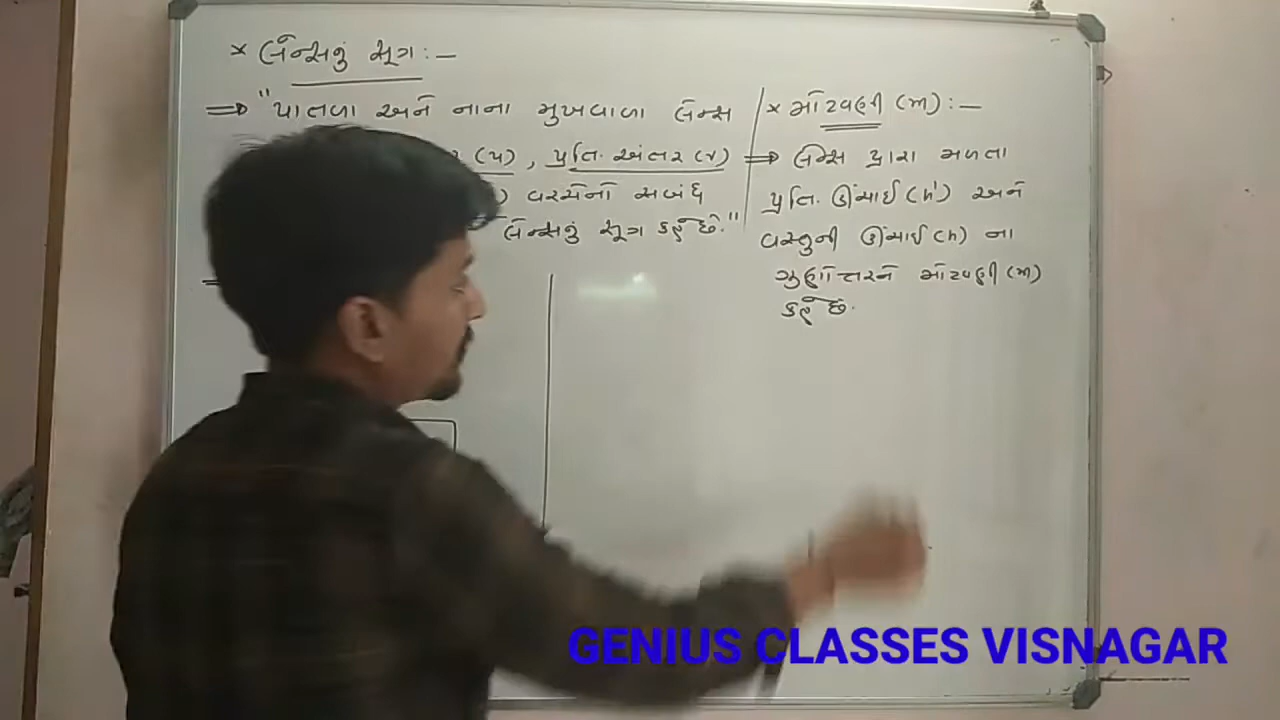 * લેન્સનું સૂત્ર :-
⇒ "પાતળા અને નાના મુખવાળા લેન્સ
ર (u), પ્રતિ. અંતર (v)
) વચ્ચેનો સબંધ
લેન્સનું સૂત્ર કહે છે."
* મોટવણી (m) :-
⇒ લેન્સ દ્વારા મળતા
પ્રતિ. ઊંચાઈ (h') અને
વસ્તુની ઊંચાઈ (h) ના
ગુણોત્તરને મોટવણી (m)
કહે છે.
GENIUS CLASSES VISNAGAR